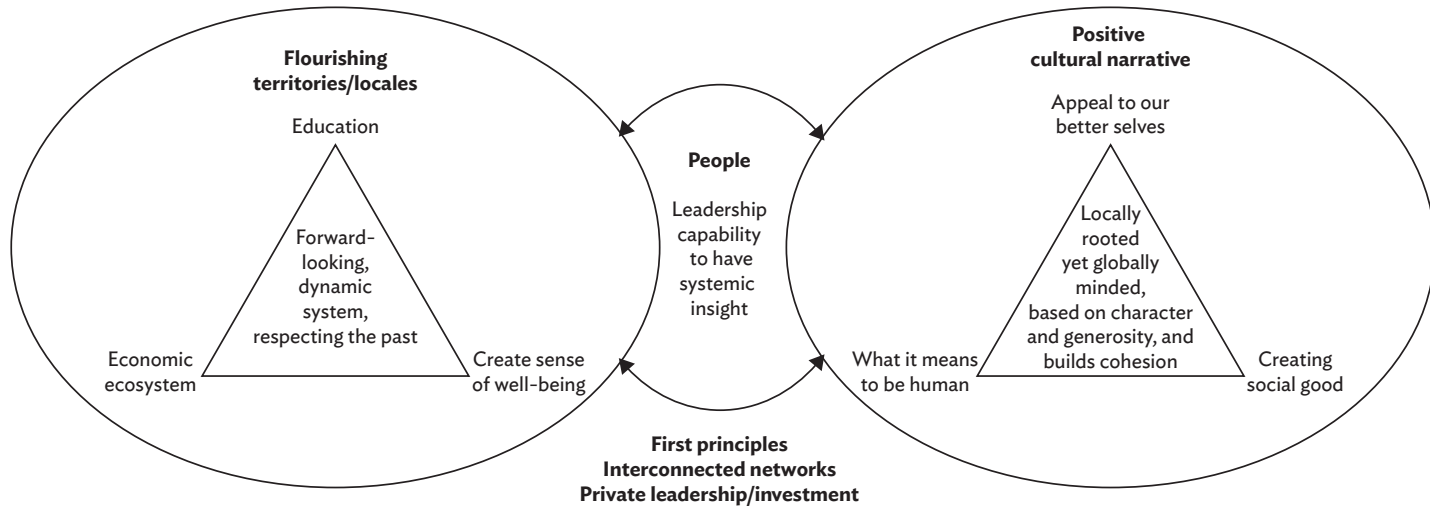 Flourishing
territories/locales
Education
Forward-
looking,
dynamic
system,
respecting the past
Economic
ecosystem
Create sense
of well-being
People
Leadership
capability
to have
systemic
insight
First principles
Interconnected networks
Private leadership/investment
Positive
cultural narrative
Appeal to our
better selves
Locally
rooted
yet globally
minded,
based on character
and generosity, and
builds cohesion
What it means
to be human
Creating
social good